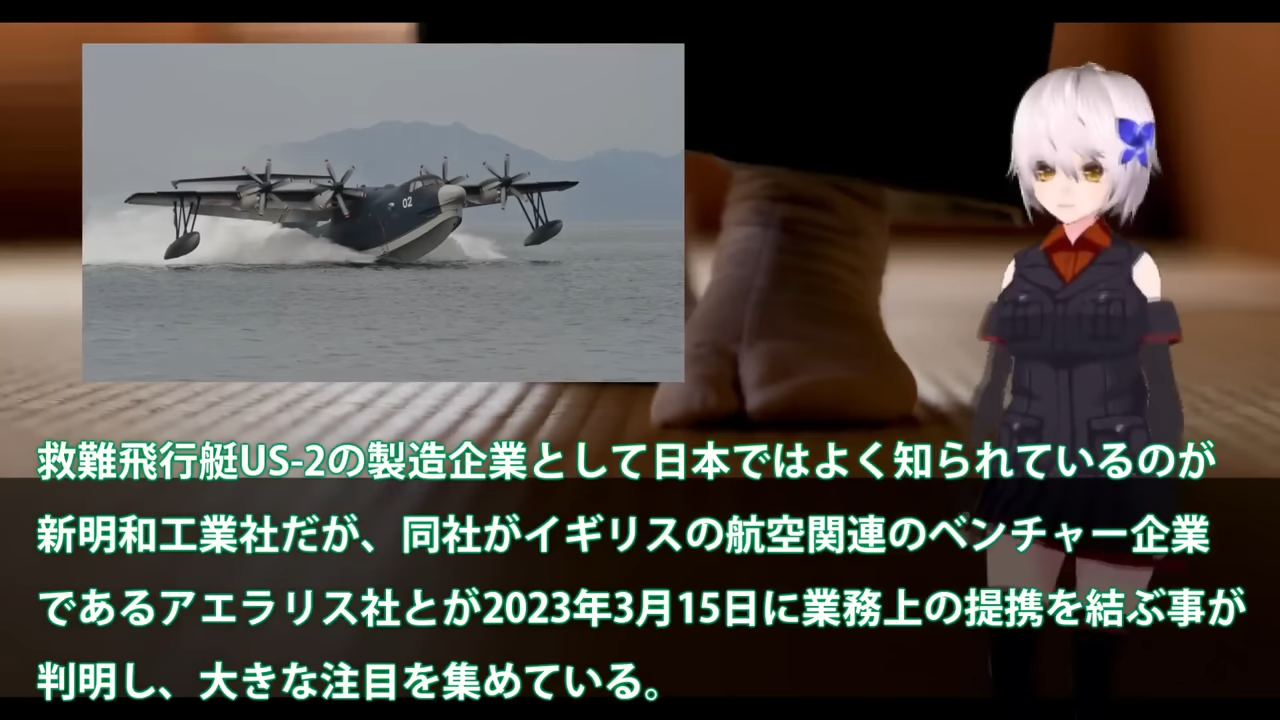 02
救難飛行艇US-2の製造企業として日本ではよく知られているのが
新明和工業社だが、同社がイギリスの航空関連のベンチャー企業
であるアエラリス社とが2023年3月15日に業務上の提携を結ぶ事が
判明し、大きな注目を集めている。